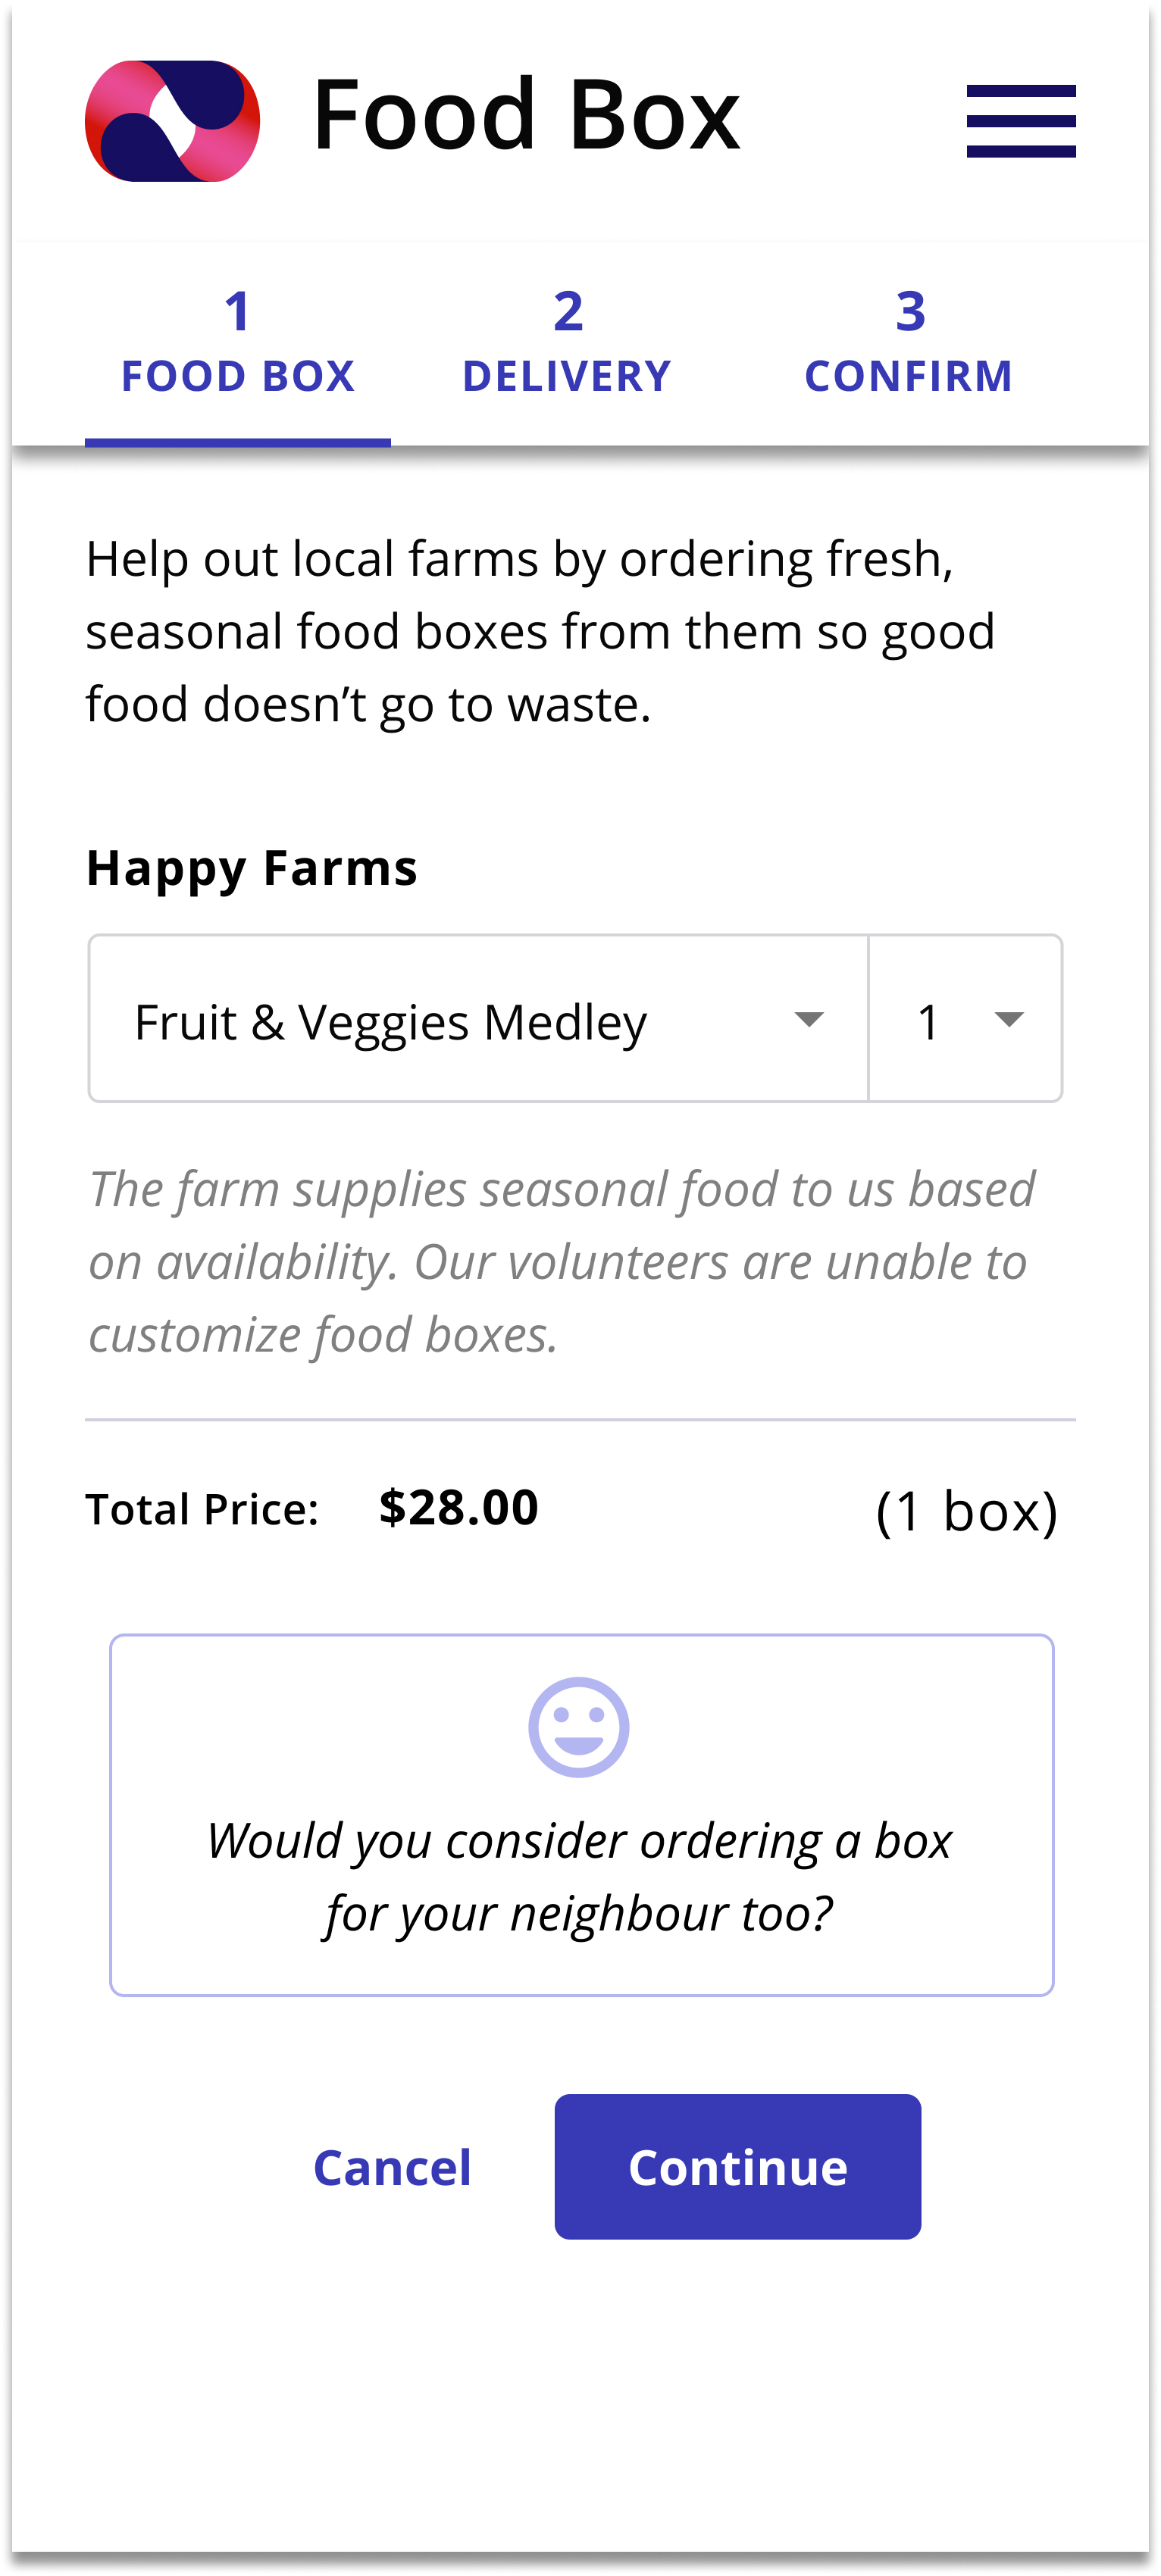 Food Box
1
FOOD BOX
2
DELIVERY
3
CONFIRM
Help out local farms by ordering fresh,
seasonal food boxes from them so good
food doesn’t go to waste.
Happy Farms
Fruit & Veggies Medley 1
The farm supplies seasonal food to us based
on availability. Our volunteers are unable to
customize food boxes.
Total Price: $28.00 (1 box)
Would you consider ordering a box
for your neighbour too?
Cancel Continue